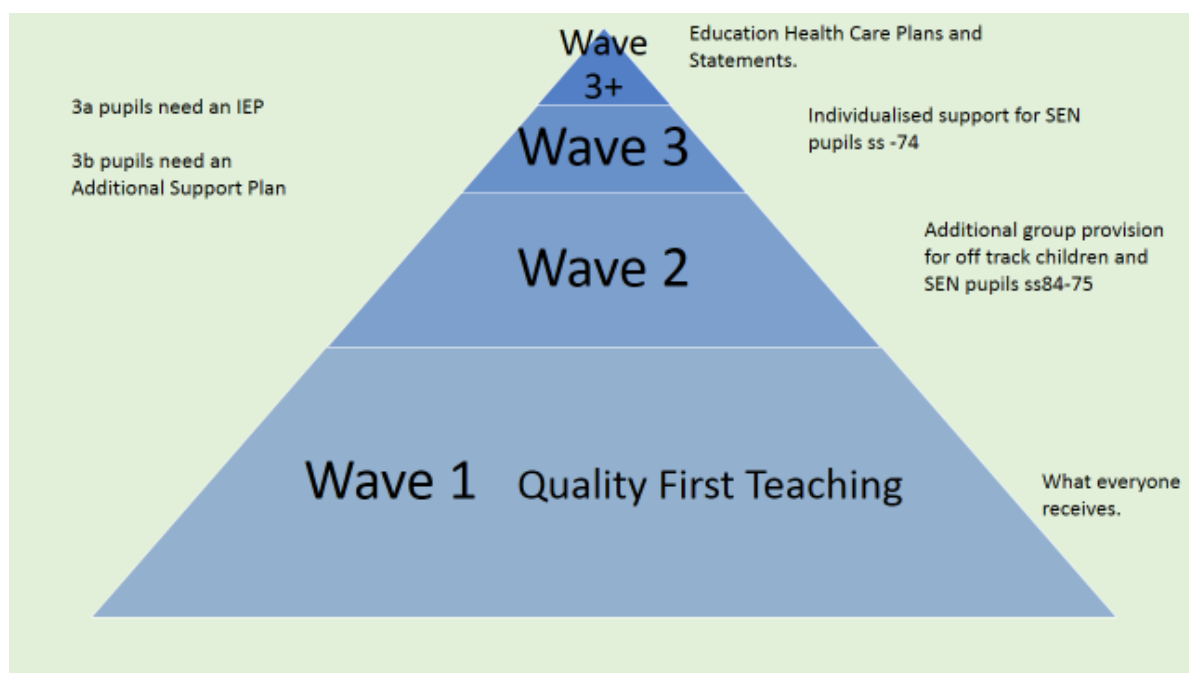 Wave
3+
Education Health Care Plans and
Statements.
3a pupils need an IEP
3b pupils need an
Additional Support Plan
Wave 3
Individualised support for SEN
pupils ss -74
Wave 2
Additional group provision
for off track children and
SEN pupils ss84-75
Wave 1 Quality First Teaching
What everyone
receives.